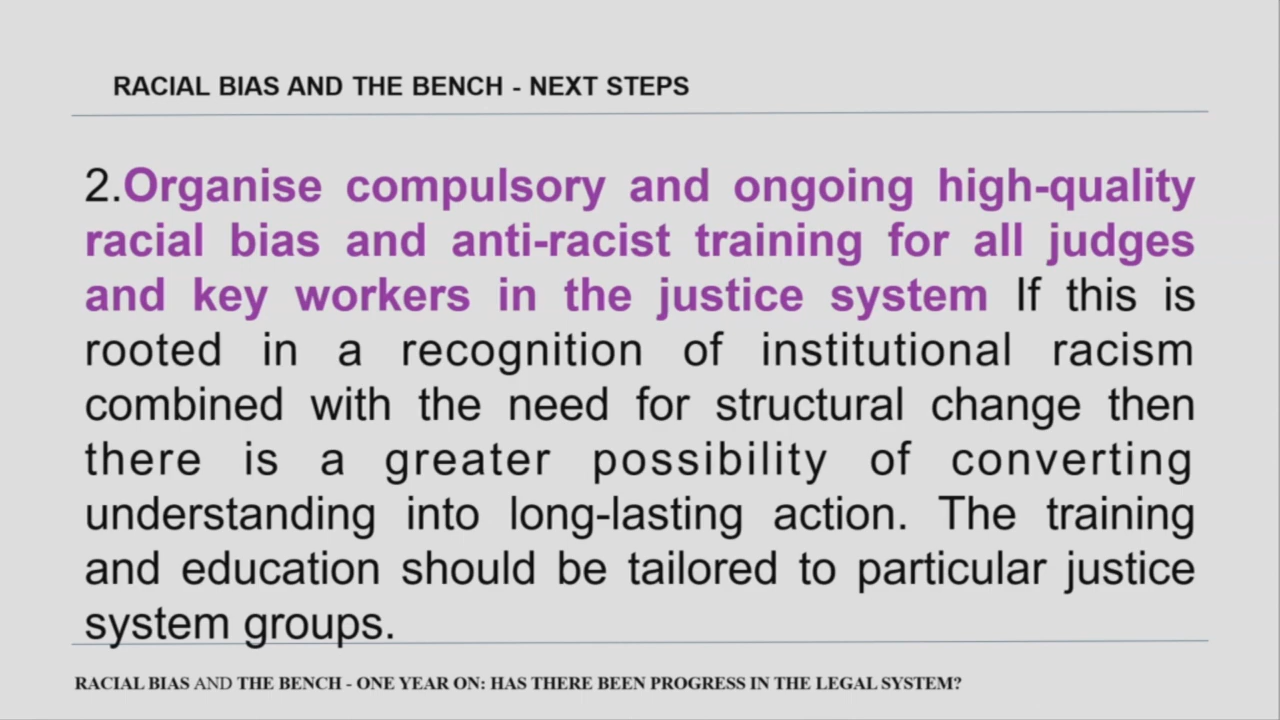 RACIAL BIAS AND THE BENCH - NEXT STEPS
2.Organise compulsory and ongoing high-quality
racial bias and anti-racist training for all judges
and key workers in the justice system If this is
rooted in a recognition of institutional racism
combined with the need for structural change then
there is a greater possibility of converting
understanding into long-lasting action. The training
and education should be tailored to particular justice
system groups.
RACIAL BIAS AND THE BENCH - ONE YEAR ON: HAS THERE BEEN PROGRESS IN THE LEGAL SYSTEM?